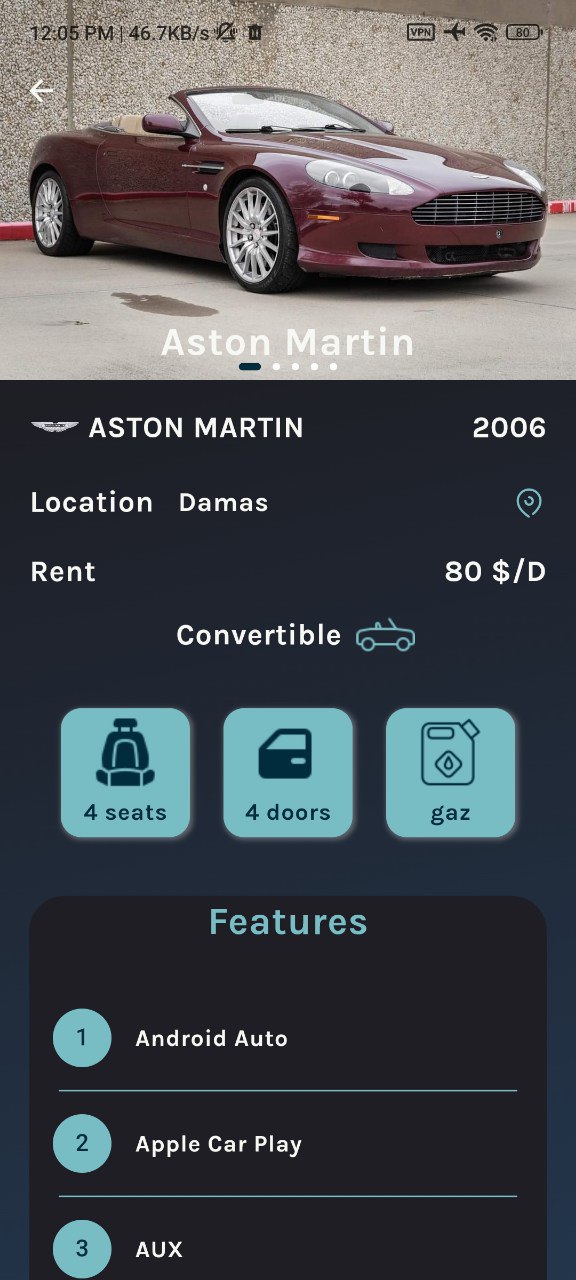 12:05 PM | 46.7KB/s
VPN
80
Aston Martin
ASTON MARTIN 2006
Location Damas
Rent 80 $/D
Convertible
4 seats 4 doors gaz
Features
1 Android Auto
2 Apple Car Play
3 AUX